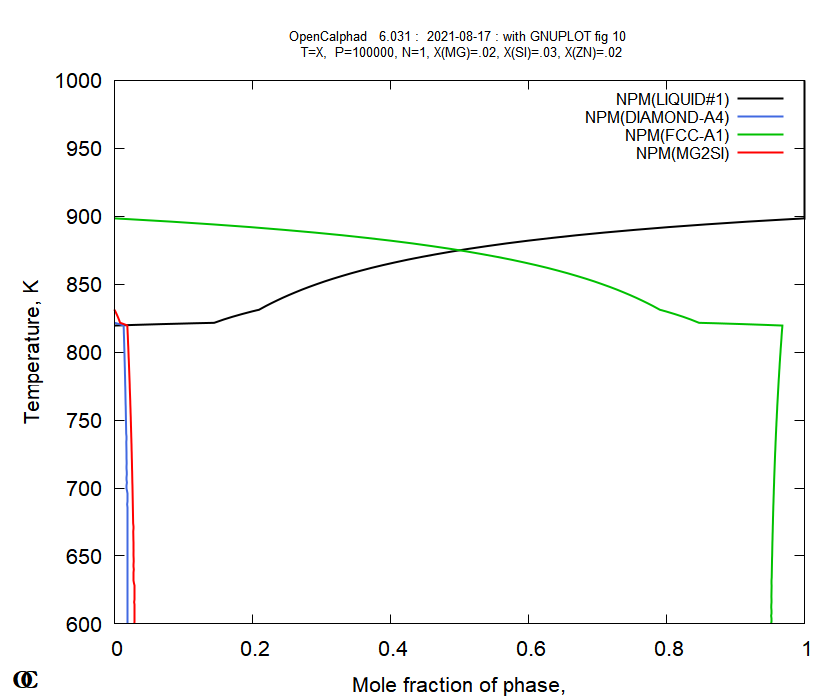 OpenCalphad 6.031 : 2021-08-17 : with GNUPLOT fig 10
T=X, P=100000, N=1, X(MG)=.02, X(SI)=.03, X(ZN)=.02
NPM(LIQUID#1)
NPM(DIAMOND-A4)
NPM(FCC-A1)
NPM(MG2SI)
Temperature, K
1000
950
900
850
800
750
700
650
600
0
0.2
0.4
0.6
0.8
1
Mole fraction of phase,
OC